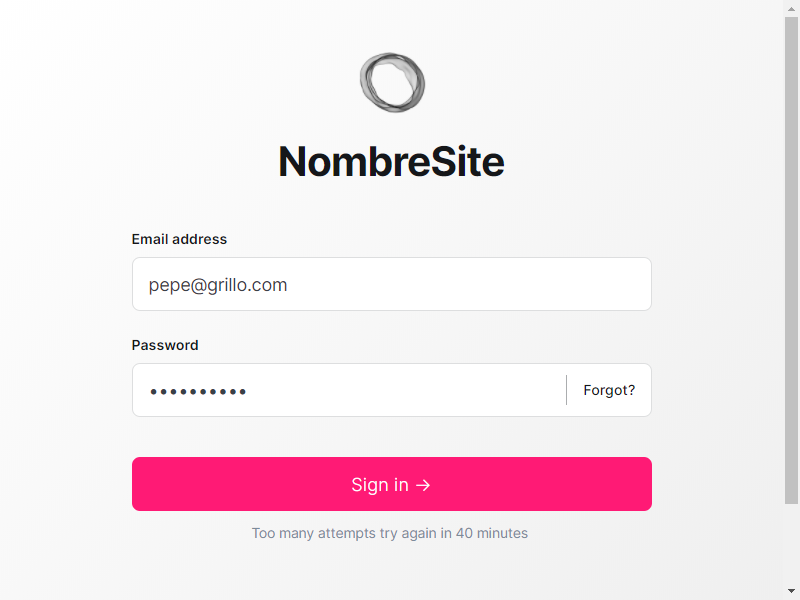 NombreSite
Email address
pepe@grillo.com
Password
••••••••••
Forgot?
Sign in →
Too many attempts try again in 40 minutes